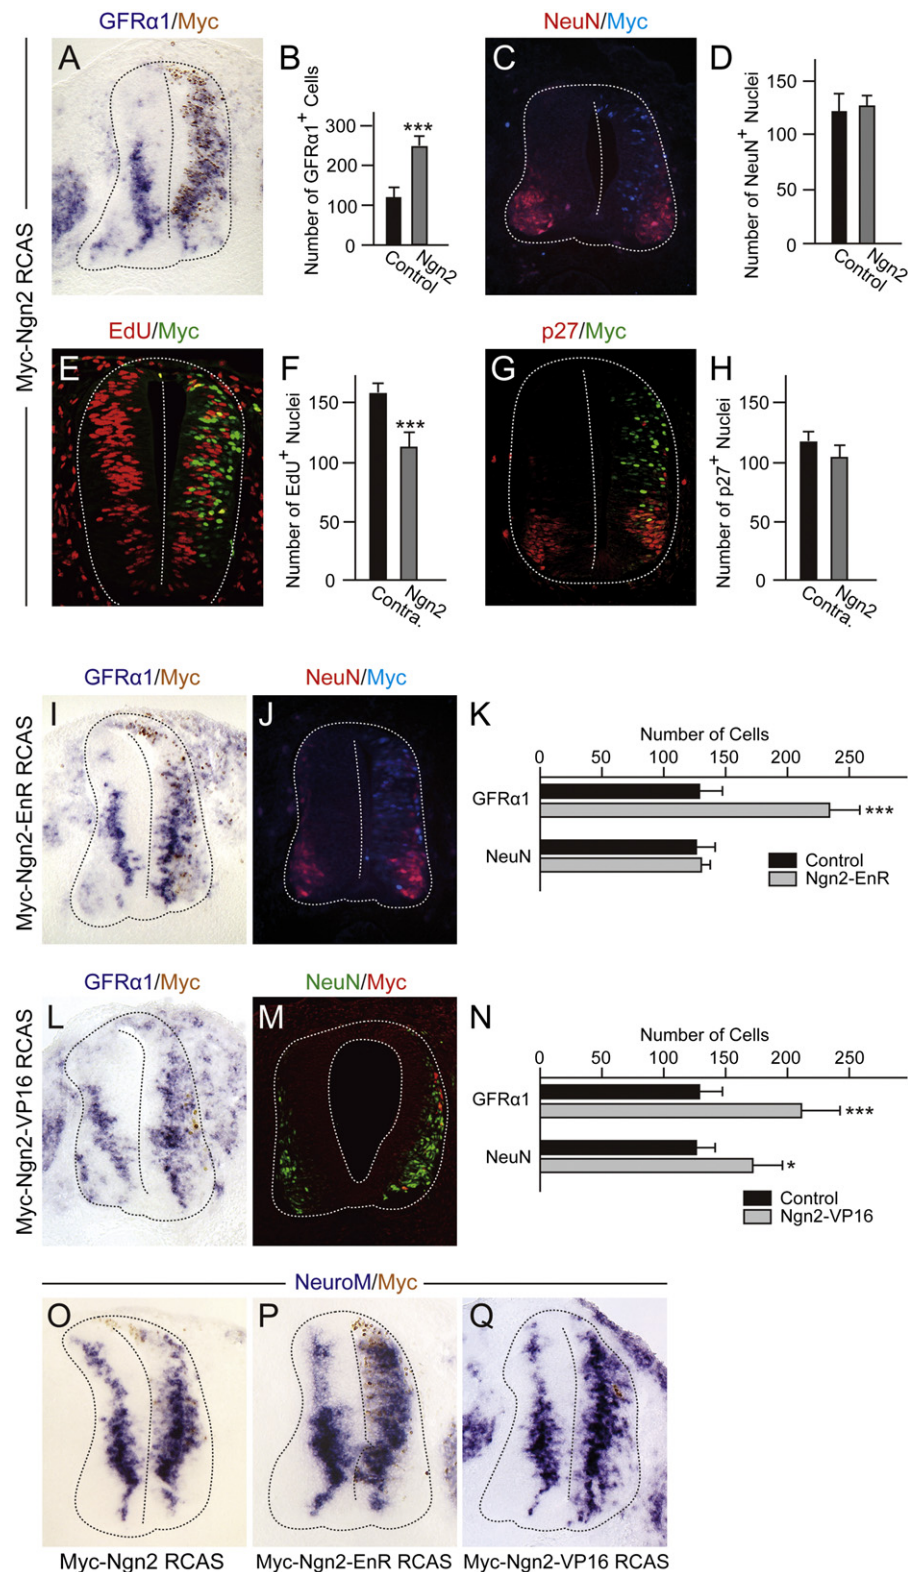 GFRα1/Myc
NeuN/Myc
Myc-Ngn2 RCAS
A
B
Number of GFRα1+ Cells
300
200
100
0
***
Control
Ngn2
C
D
Number of NeuN+ Nuclei
150
100
50
0
Control
Ngn2
EdU/Myc
p27/Myc
E
F
Number of EdU+ Nuclei
150
100
50
0
***
Contra.
Ngn2
G
H
Number of p27+ Nuclei
150
100
50
0
Contra.
Ngn2
GFRα1/Myc
NeuN/Myc
Myc-Ngn2-EnR RCAS
I
J
K
Number of Cells
0 50 100 150 200 250
GFRα1
***
NeuN
Control
Ngn2-EnR
GFRα1/Myc
NeuN/Myc
Myc-Ngn2-VP16 RCAS
L
M
N
Number of Cells
0 50 100 150 200 250
GFRα1
***
NeuN
*
Control
Ngn2-VP16
NeuroM/Myc
O
P
Q
Myc-Ngn2 RCAS
Myc-Ngn2-EnR RCAS
Myc-Ngn2-VP16 RCAS